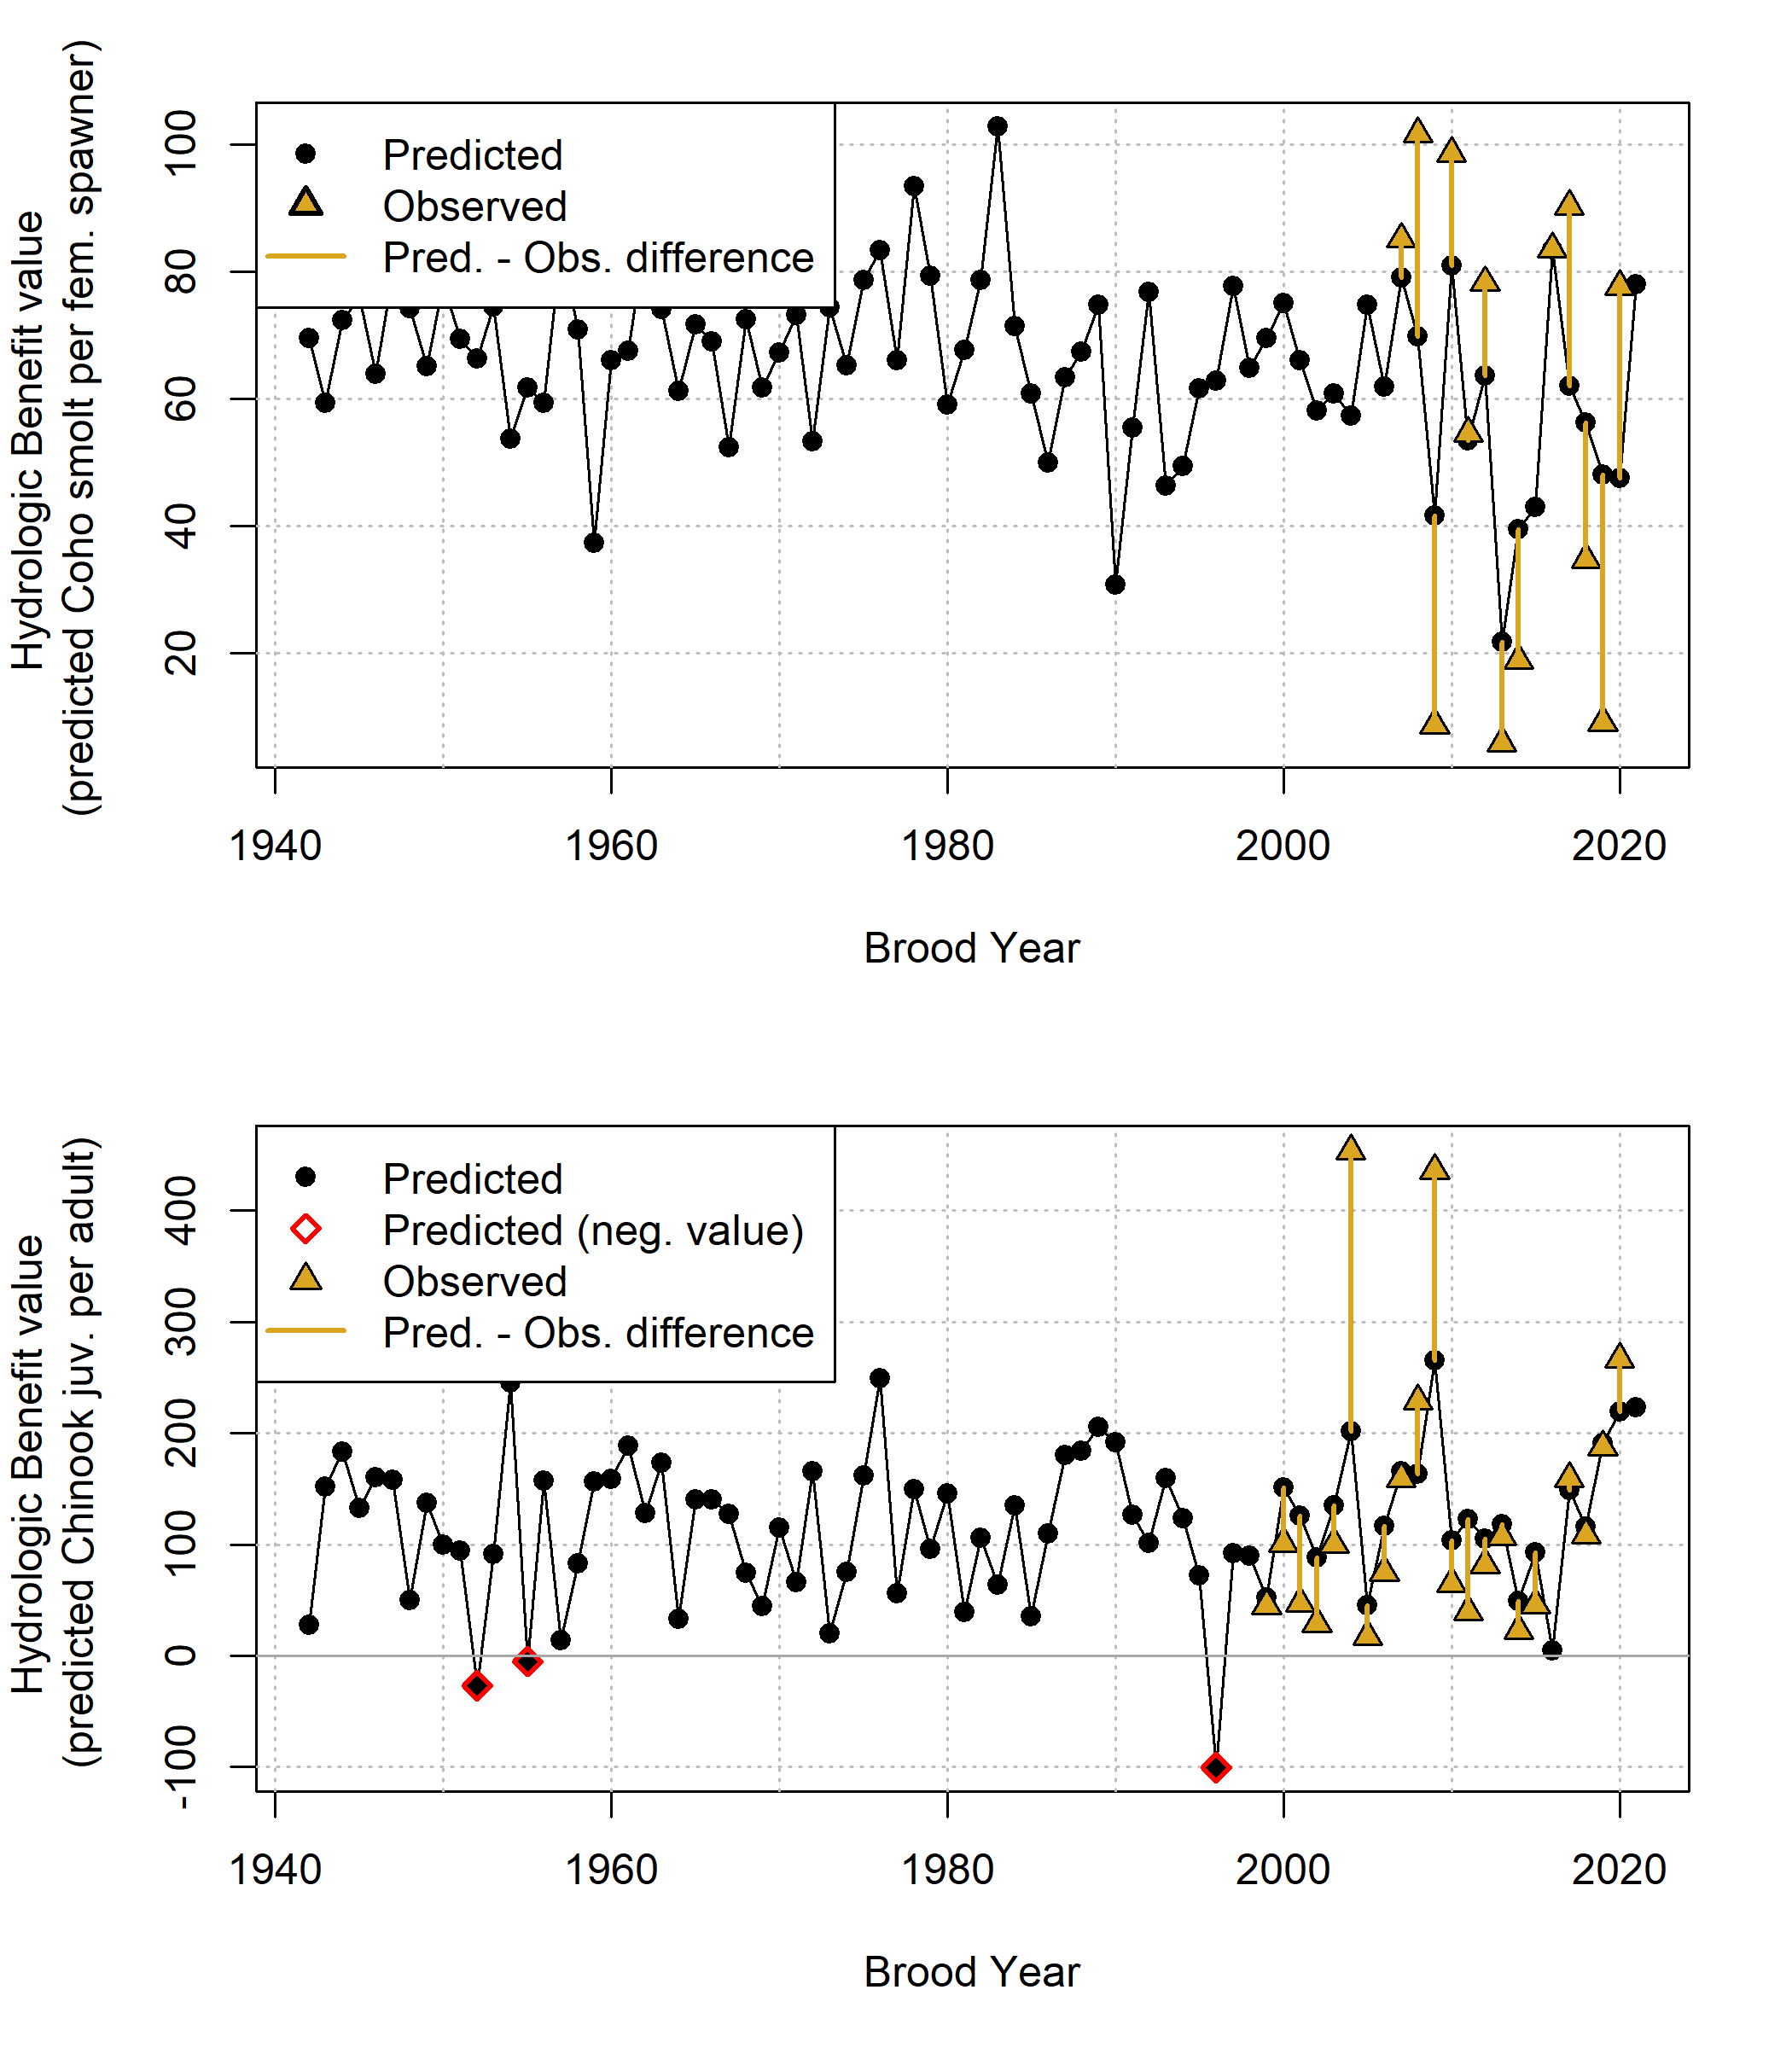 Hydrologic Benefit value
(predicted Coho smolt per fem. spawner)
100
80
60
40
20
Predicted
Observed
Pred. - Obs. difference
1940
1960
1980
2000
2020
Brood Year
Hydrologic Benefit value
(predicted Chinook juv. per adult)
400
300
200
100
0
-100
Predicted
Predicted (neg. value)
Observed
Pred. - Obs. difference
1940
1960
1980
2000
2020
Brood Year